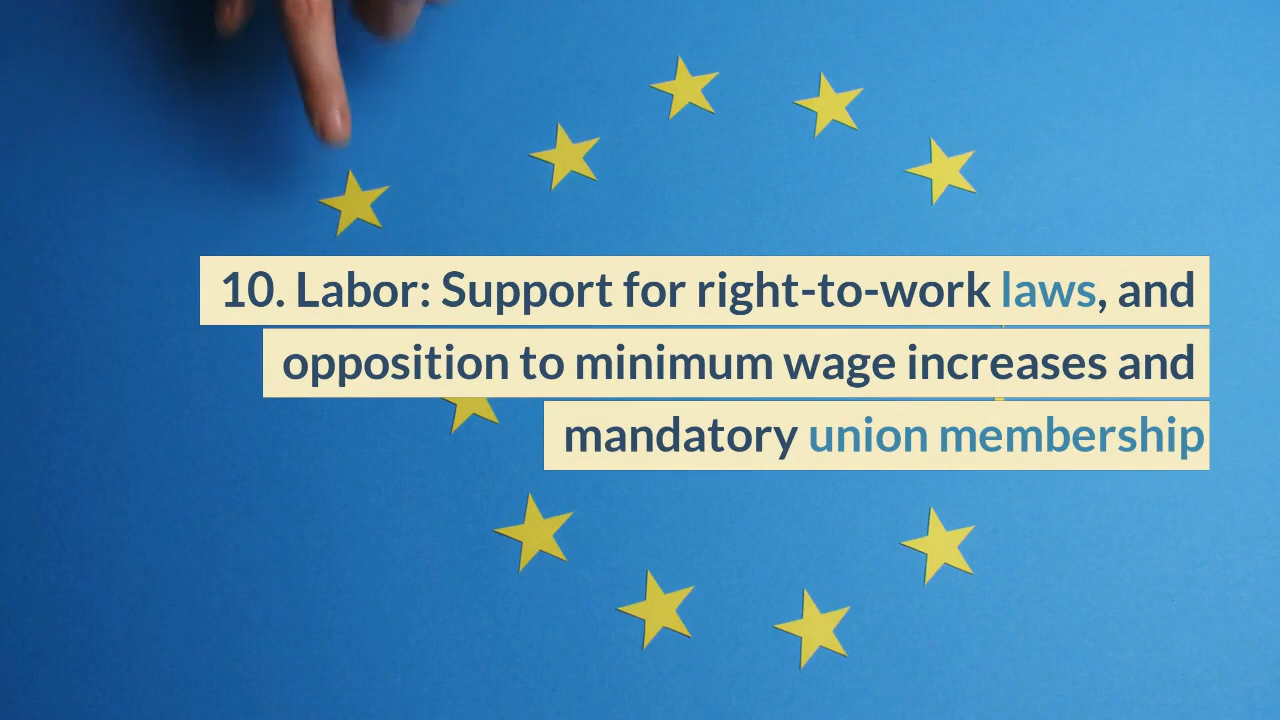 10. Labor: Support for right-to-work laws, and
opposition to minimum wage increases and
mandatory union membership